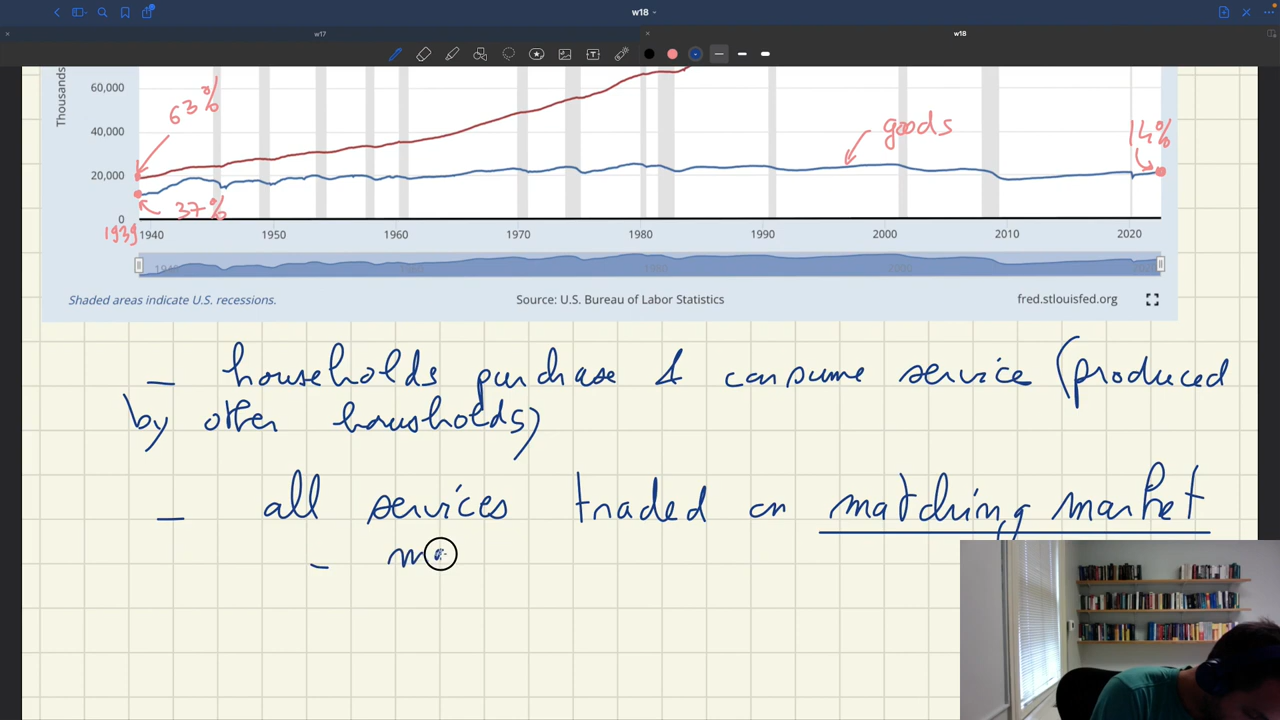 w18
w17
w18
Thousands
60,000
40,000
20,000
0
63%
goods
14%
37%
1939
1940 1950 1960 1970 1980 1990 2000 2010 2020
Shaded areas indicate U.S. recessions.
Source: U.S. Bureau of Labor Statistics
fred.stlouisfed.org
- households purchase & consume service (produced
by other housholds)
- all services traded on matching market
- m